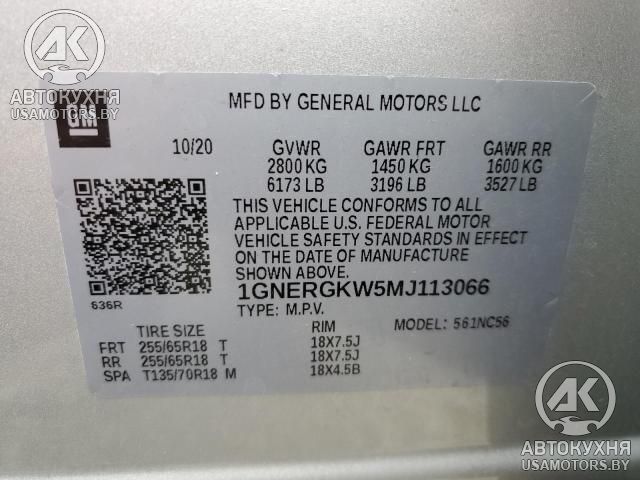 AK
АВТОКУХНЯ
USAMOTORS.BY
GM
MFD BY GENERAL MOTORS LLC
10/20 GVWR GAWR FRT GAWR RR
2800 KG 1450 KG 1600 KG
6173 LB 3196 LB 3527 LB
THIS VEHICLE CONFORMS TO ALL
APPLICABLE U.S. FEDERAL MOTOR
VEHICLE SAFETY STANDARDS IN EFFECT
ON THE DATE OF MANUFACTURE
SHOWN ABOVE.
636R
1GNERGKW5MJ113066
TYPE: M.P.V. MODEL: 561NC56
TIRE SIZE RIM
FRT 255/65R18 T 18X7.5J
RR 255/65R18 T 18X7.5J
SPA T135/70R18 M 18X4.5B
AK
АВТОКУХНЯ
USAMOTORS.BY